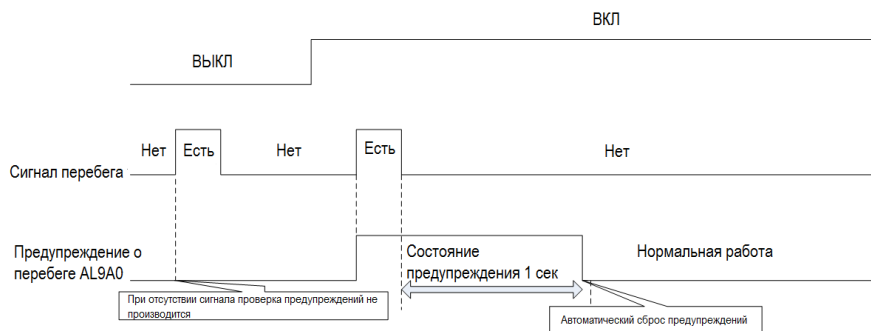 ВКЛ
ВЫКЛ
Нет
Есть
Нет
Есть
Нет
Сигнал перебега
Предупреждение о
перебеге AL9A0
Состояние
предупреждения 1 сек
Нормальная работа
При отсутствии сигнала проверка предупреждений не
производится
Автоматический сброс предупреждений